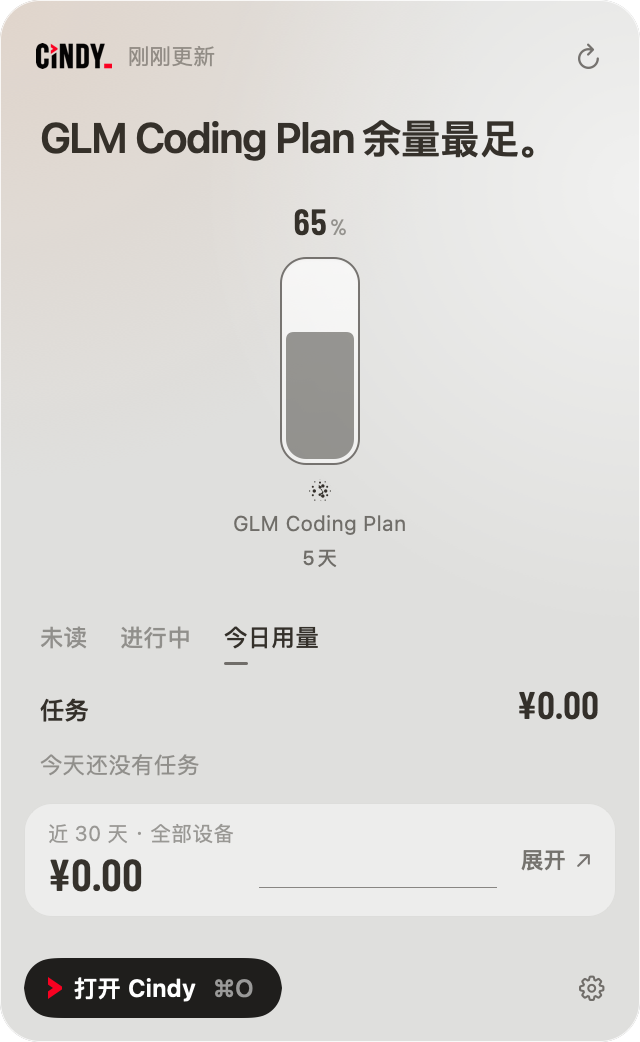 CiNDY_ 刚刚更新
GLM Coding Plan 余量最足。
65 %
GLM Coding Plan
5 天
未读 进行中 今日用量
任务 ¥0.00
今天还没有任务
近 30 天 · 全部设备
¥0.00
展开 ↗
打开 Cindy ⌘O